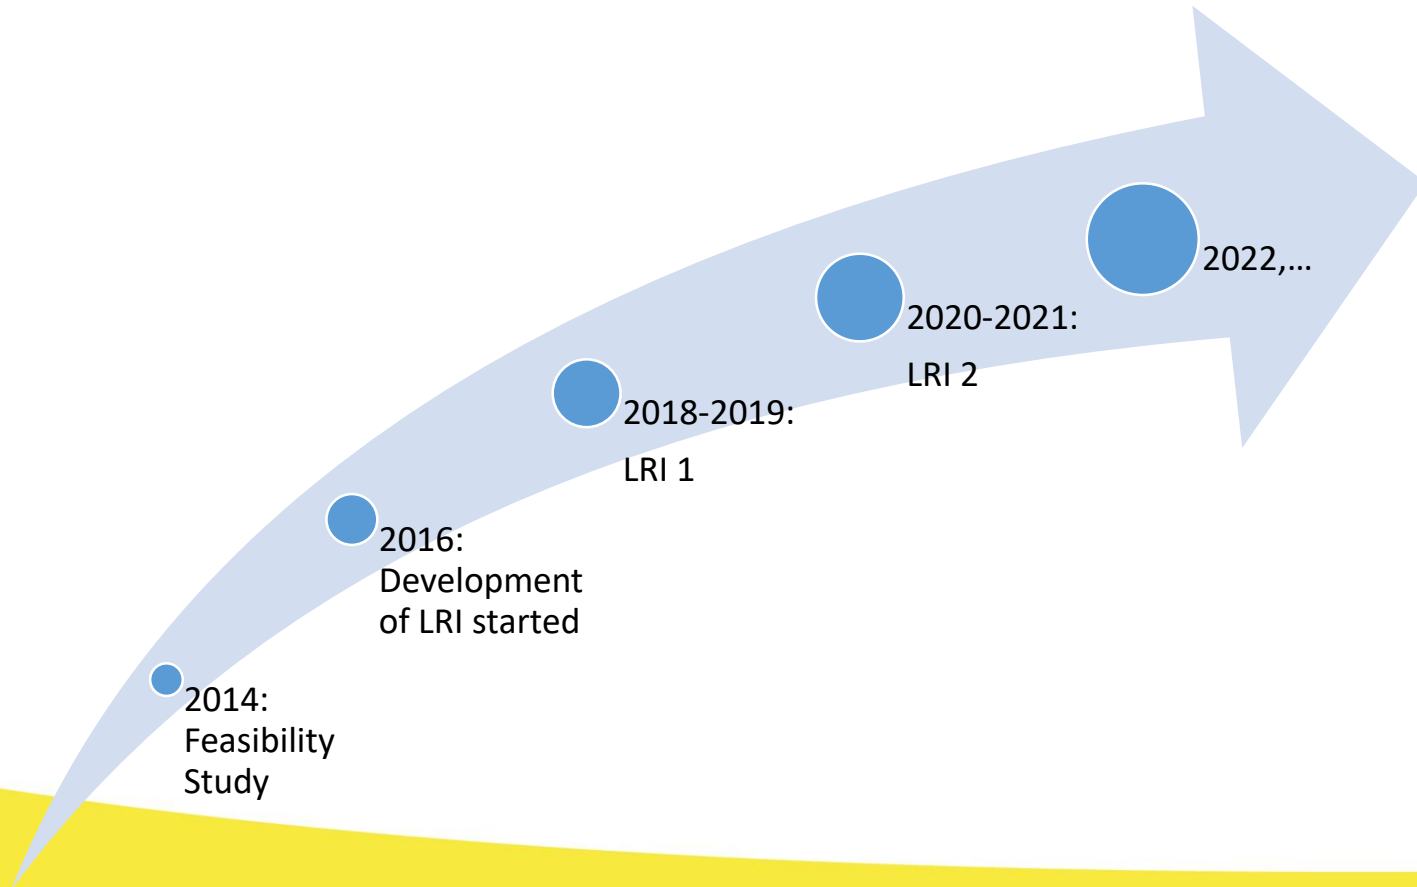 2014:
Feasibility
Study
2016:
Development
of LRI started
2018-2019:
LRI 1
2020-2021:
LRI 2
2022,…